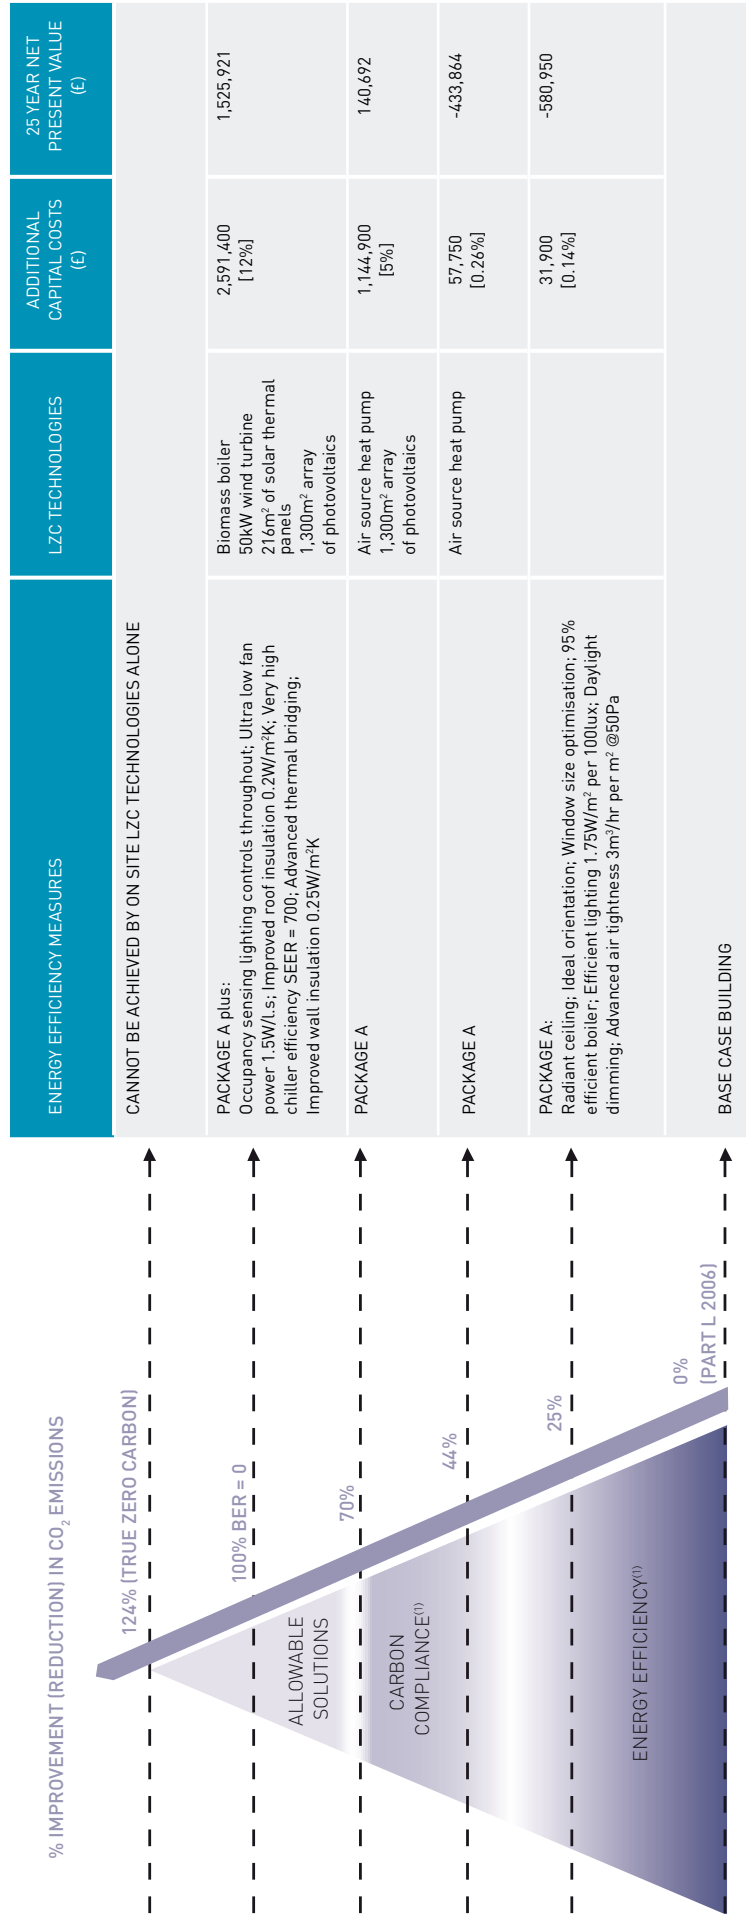 % IMPROVEMENT (REDUCTION) IN CO₂ EMISSIONS
124% (TRUE ZERO CARBON)
100% BER = 0
70%
44%
25%
0%
(PART L 2006)
ALLOWABLE
SOLUTIONS
CARBON
COMPLIANCE⁽¹⁾
ENERGY EFFICIENCY⁽¹⁾
ENERGY EFFICIENCY MEASURES
LZC TECHNOLOGIES
ADDITIONAL
CAPITAL COSTS
(£)
25 YEAR NET
PRESENT VALUE
(£)
CANNOT BE ACHIEVED BY ON SITE LZC TECHNOLOGIES ALONE
PACKAGE A plus:
Occupancy sensing lighting controls throughout; Ultra low fan
power 1.5W/l.s; Improved roof insulation 0.2W/m²K; Very high
chiller efficiency SEER = 700; Advanced thermal bridging;
Improved wall insulation 0.25W/m²K
Biomass boiler
50kW wind turbine
216m² of solar thermal
panels
1,300m² array
of photovoltaics
2,591,400
[12%]
1,525,921
PACKAGE A
Air source heat pump
1,300m² array
of photovoltaics
1,144,900
[5%]
140,692
PACKAGE A
Air source heat pump
57,750
[0.26%]
-433,864
PACKAGE A:
Radiant ceiling; Ideal orientation; Window size optimisation; 95%
efficient boiler; Efficient lighting 1.75W/m² per 100lux; Daylight
dimming; Advanced air tightness 3m³/hr per m² @50Pa
31,900
[0.14%]
-580,950
BASE CASE BUILDING